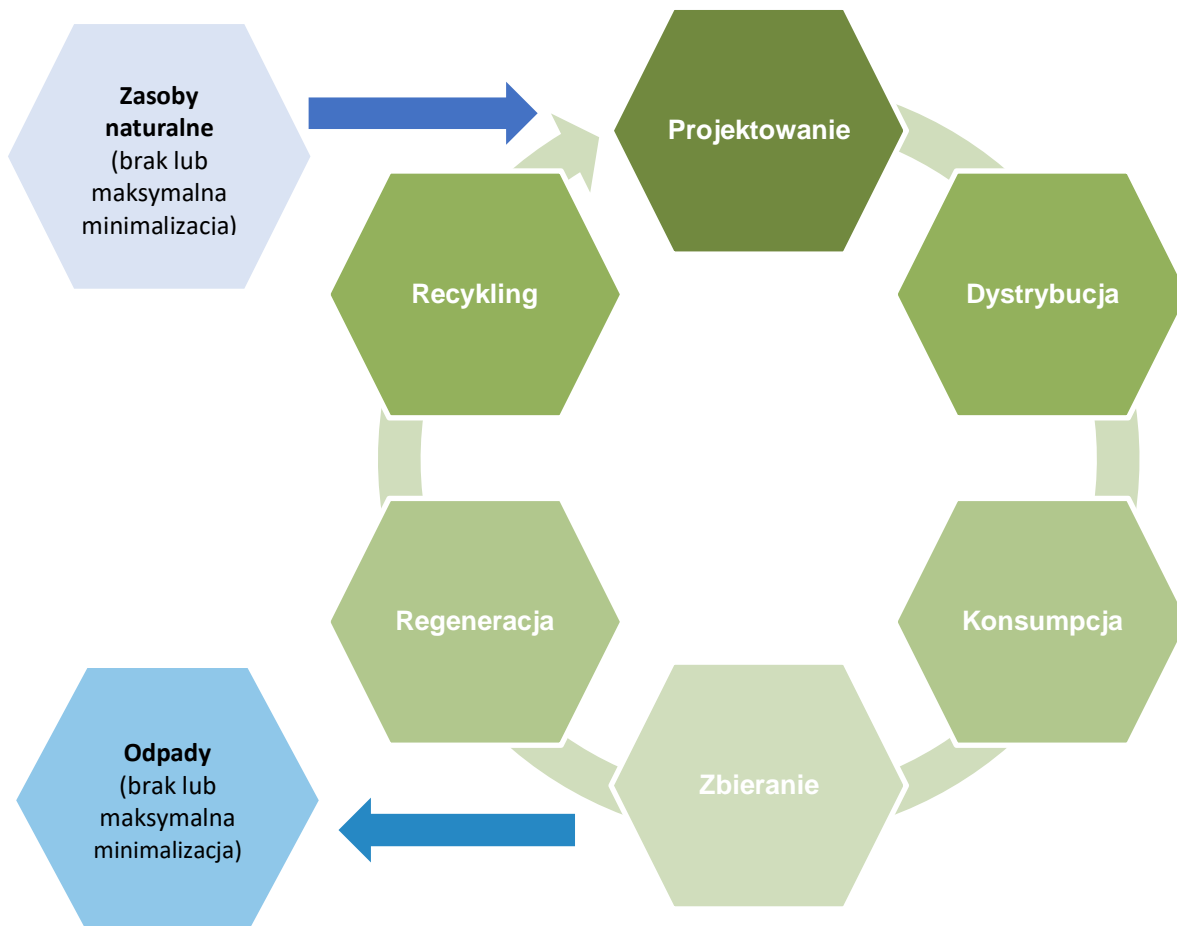 Zasoby
naturalne
(brak lub
maksymalna
minimalizacja)
Projektowanie
Recykling
Dystrybucja
Regeneracja
Konsumpcja
Odpady
(brak lub
maksymalna
minimalizacja)
Zbieranie